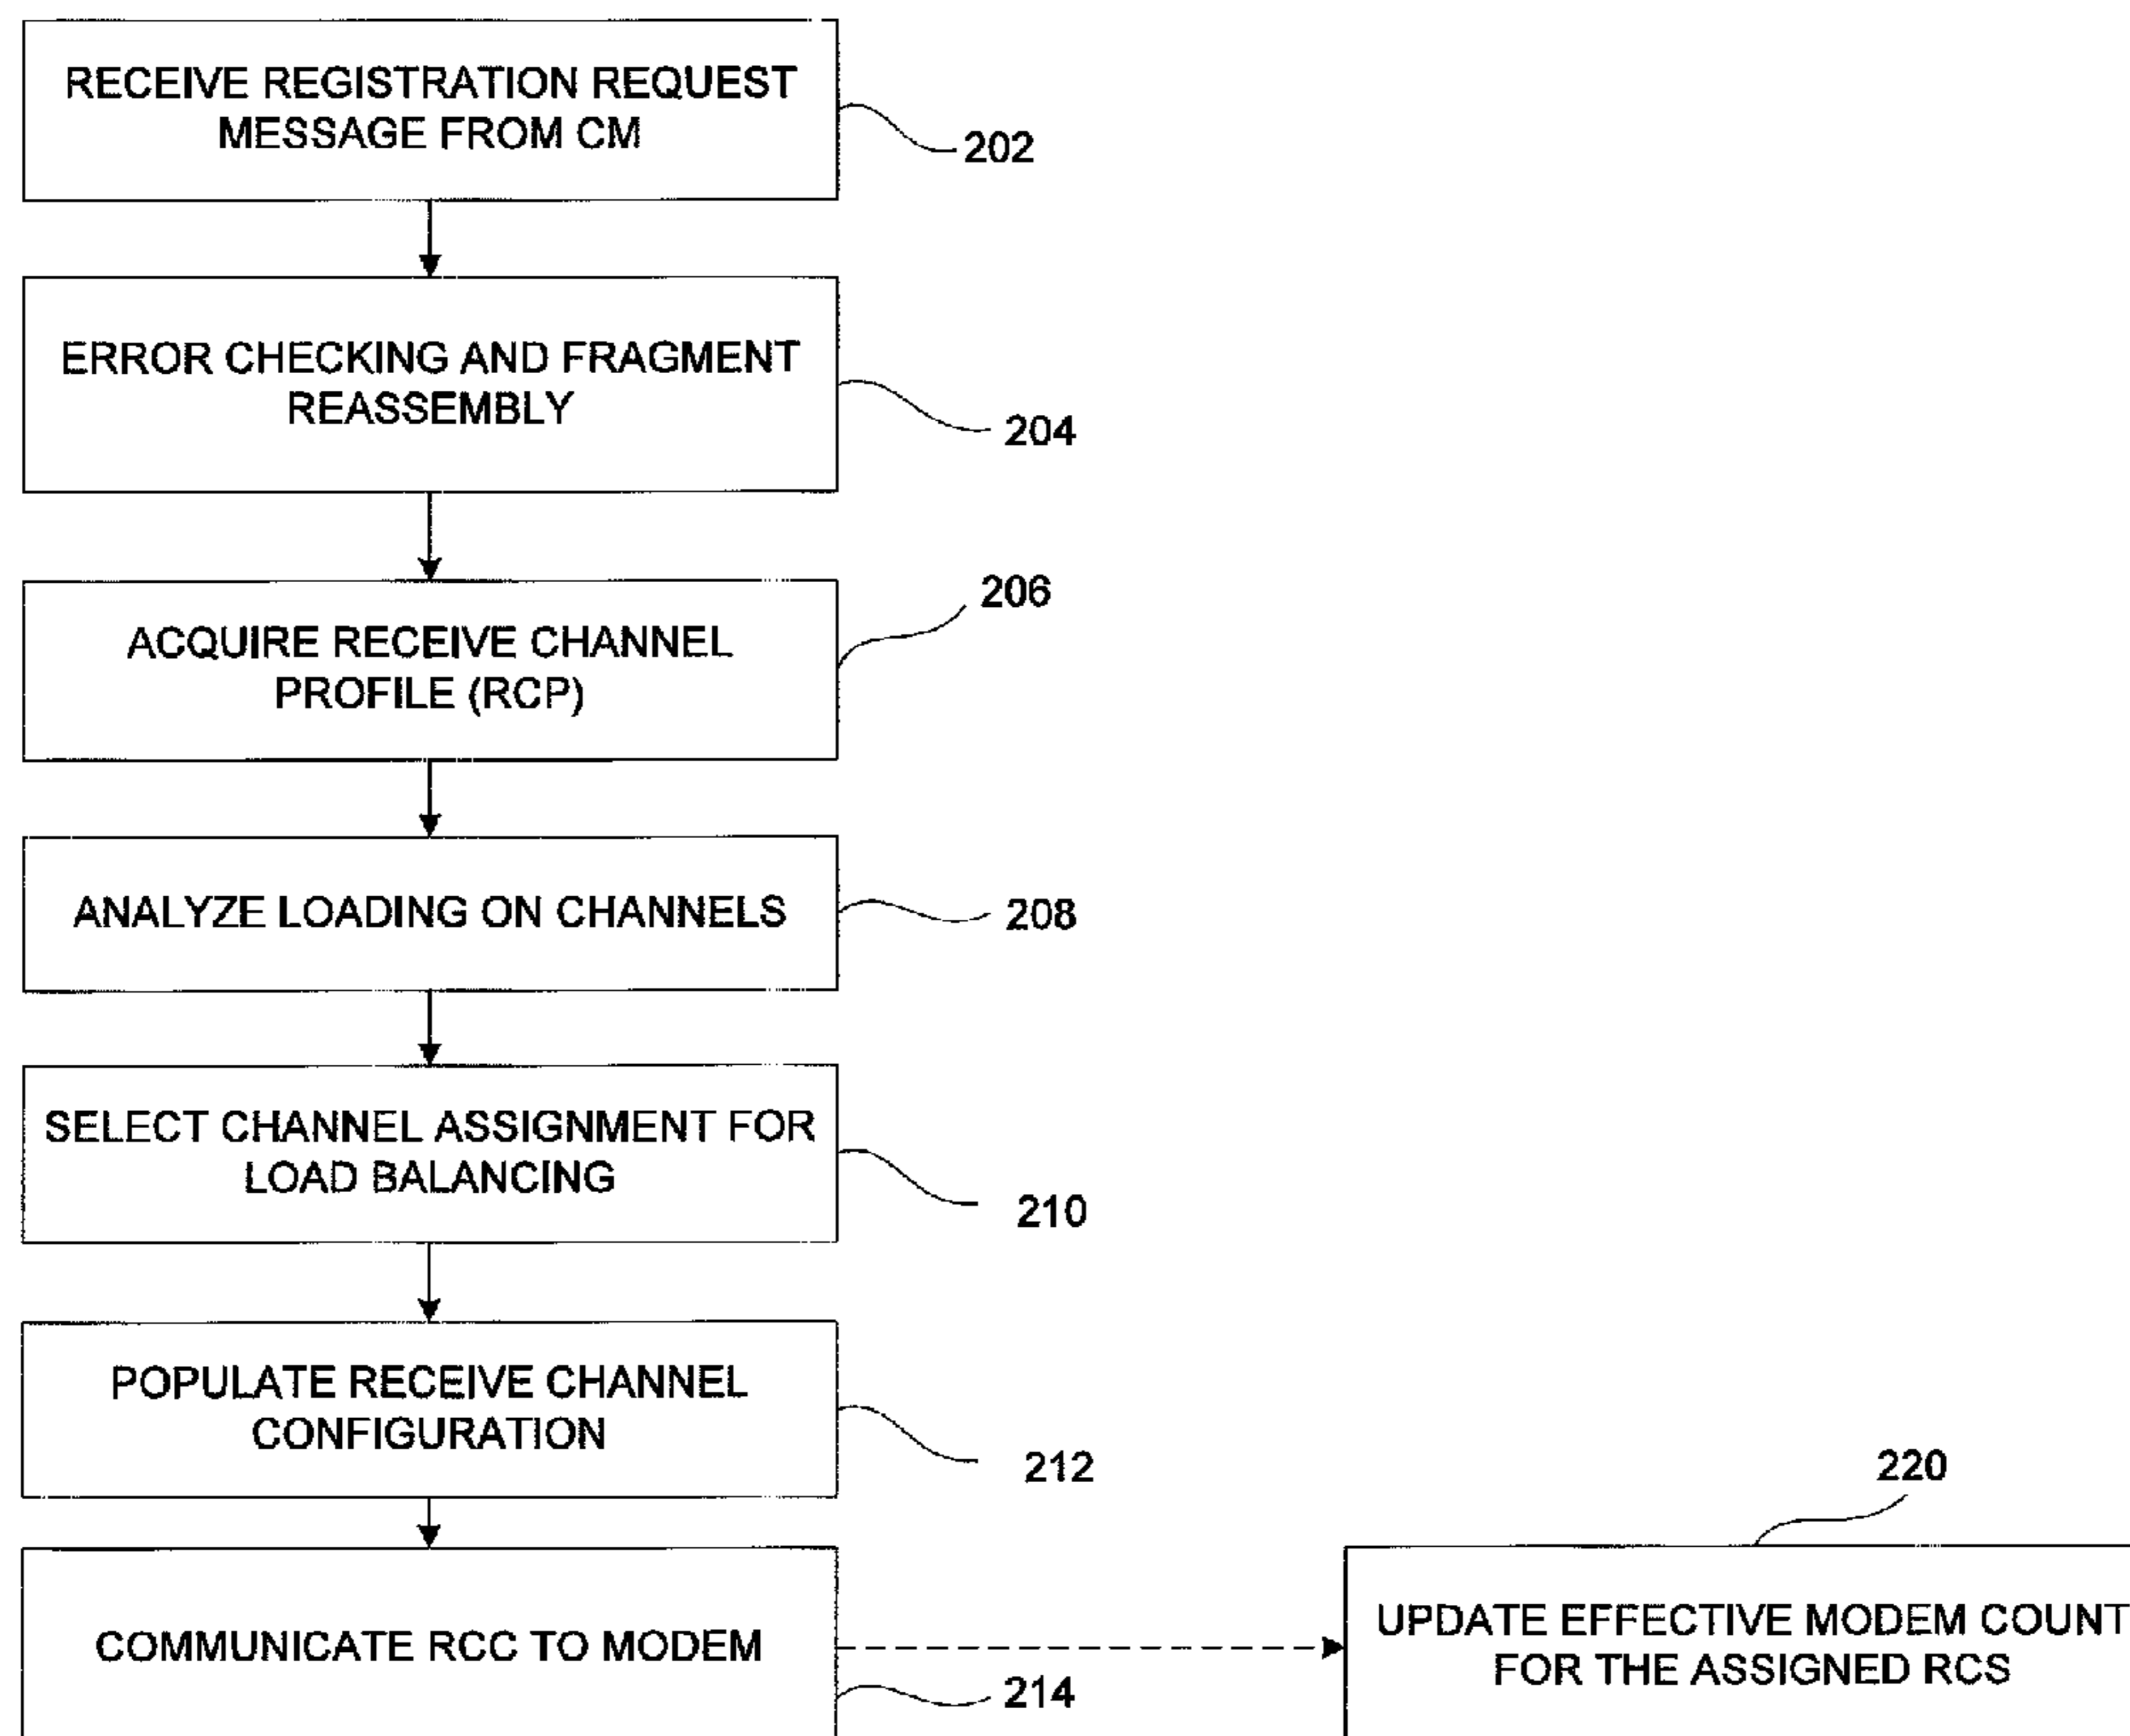 RECEIVE REGISTRATION REQUEST
MESSAGE FROM CM
202
ERROR CHECKING AND FRAGMENT
REASSEMBLY
204
206
ACQUIRE RECEIVE CHANNEL
PROFILE (RCP)
ANALYZE LOADING ON CHANNELS
208
SELECT CHANNEL ASSIGNMENT FOR
LOAD BALANCING
210
POPULATE RECEIVE CHANNEL
CONFIGURATION
212
220
COMMUNICATE RCC TO MODEM
214
UPDATE EFFECTIVE MODEM COUNT
FOR THE ASSIGNED RCS